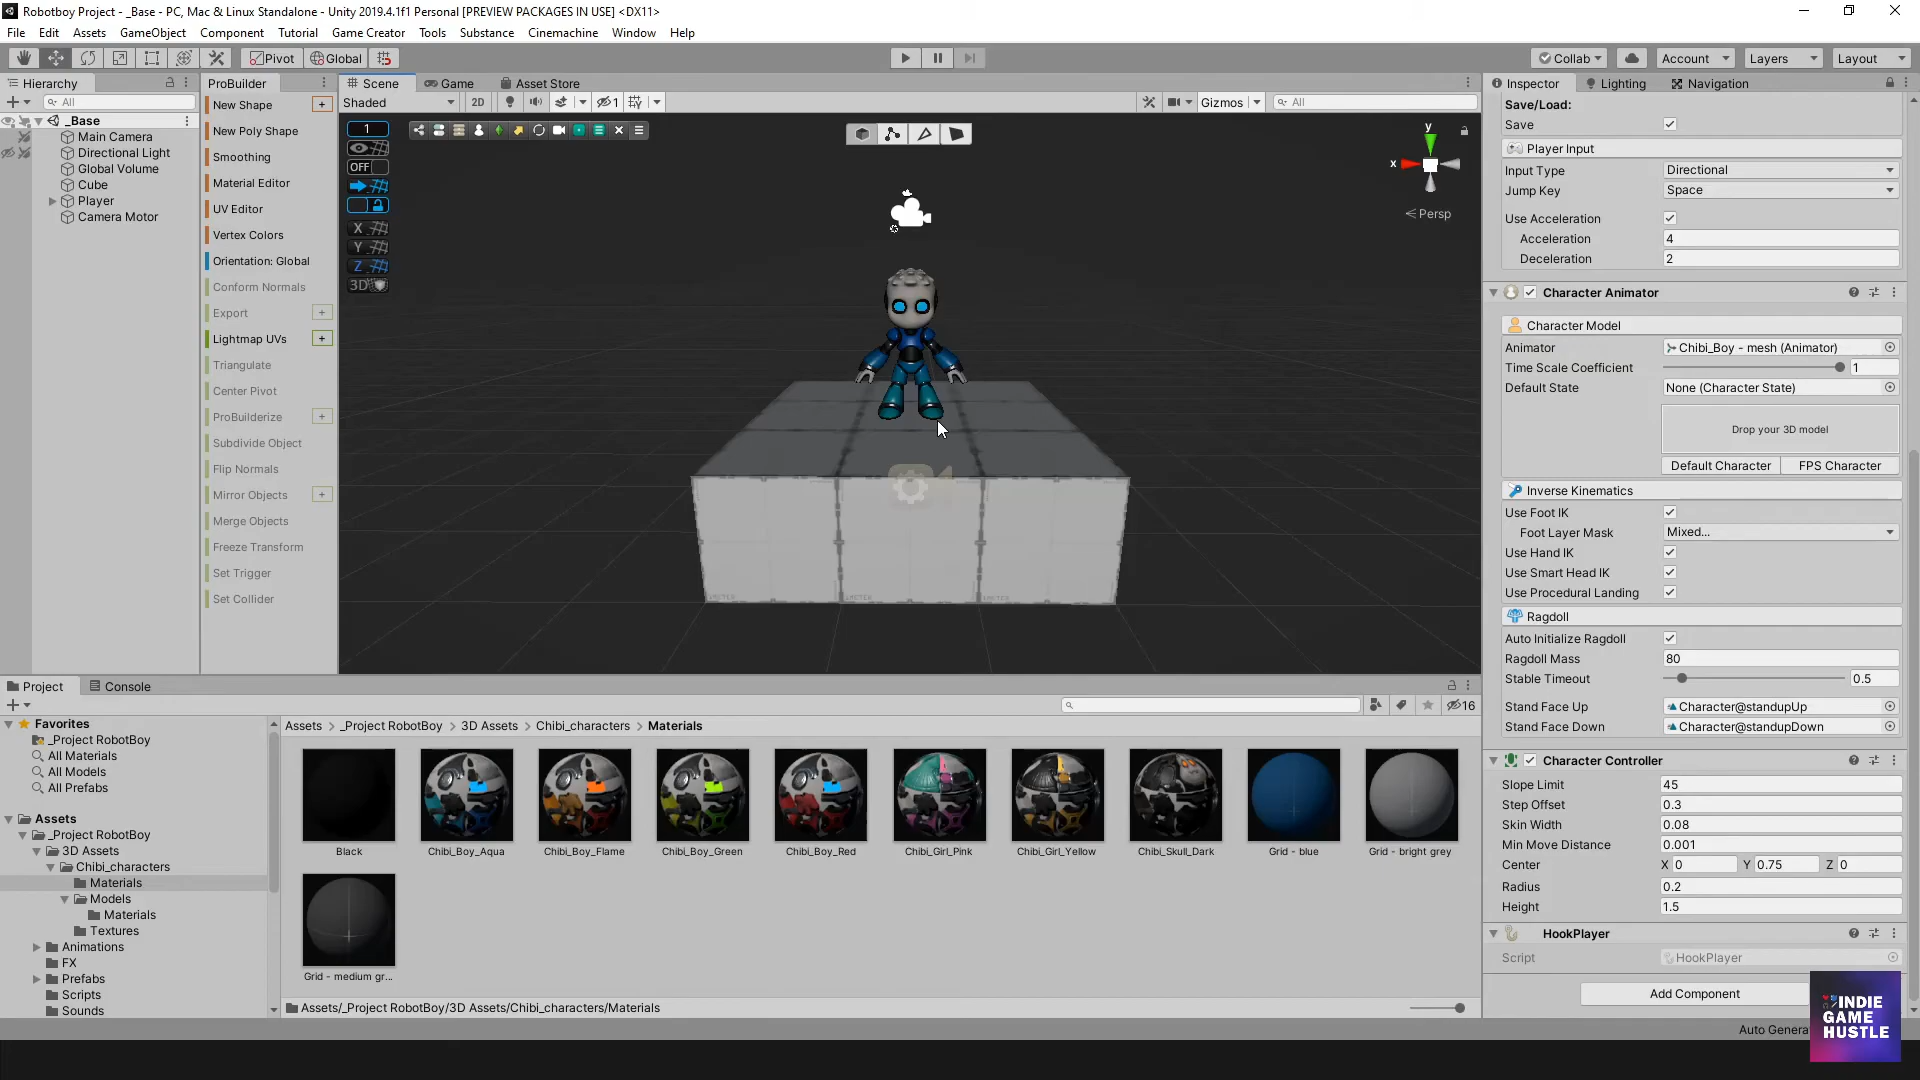 Robotboy Project - _Base - PC, Mac & Linux Standalone - Unity 2019.4.1f1 Personal [PREVIEW PACKAGES IN USE] <DX11>
File Edit Assets GameObject Component Tutorial Game Creator Tools Substance Cinemachine Window Help
Pivot Global Collab Account Layers Layout
Hierarchy
All
_Base
Main Camera
Directional Light
Global Volume
Cube
Player
Camera Motor
ProBuilder
New Shape
New Poly Shape
Smoothing
Material Editor
UV Editor
Vertex Colors
Orientation: Global
Conform Normals
Export
Lightmap UVs
Triangulate
Center Pivot
ProBuilderize
Subdivide Object
Flip Normals
Mirror Objects
Merge Objects
Freeze Transform
Set Trigger
Set Collider
Scene Game Asset Store
Shaded 2D 1 Gizmos All
1
OFF
X
Y
Z
3D
y
x
Persp
Inspector Lighting Navigation
Save/Load:
Save
Player Input
Input Type Directional
Jump Key Space
Use Acceleration
Acceleration 4
Deceleration 2
Character Animator
Character Model
Animator Chibi_Boy - mesh (Animator)
Time Scale Coefficient 1
Default State None (Character State)
Drop your 3D model
Default Character FPS Character
Inverse Kinematics
Use Foot IK
Foot Layer Mask Mixed...
Use Hand IK
Use Smart Head IK
Use Procedural Landing
Ragdoll
Auto Initialize Ragdoll
Ragdoll Mass 80
Stable Timeout 0.5
Stand Face Up Character@standupUp
Stand Face Down Character@standupDown
Character Controller
Slope Limit 45
Step Offset 0.3
Skin Width 0.08
Min Move Distance 0.001
Center X 0 Y 0.75 Z 0
Radius 0.2
Height 1.5
HookPlayer
Script HookPlayer
Add Component
Auto Genera
INDIE
GAME
HUSTLE
Project Console
16
Favorites
_Project RobotBoy
All Materials
All Models
All Prefabs
Assets
_Project RobotBoy
3D Assets
Chibi_characters
Materials
Models
Materials
Textures
Animations
FX
Prefabs
Scripts
Sounds
Assets > _Project RobotBoy > 3D Assets > Chibi_characters > Materials
Black Chibi_Boy_Aqua Chibi_Boy_Flame Chibi_Boy_Green Chibi_Boy_Red Chibi_Girl_Pink Chibi_Girl_Yellow Chibi_Skull_Dark Grid - blue Grid - bright grey
Grid - medium gr...
Assets/_Project RobotBoy/3D Assets/Chibi_characters/Materials